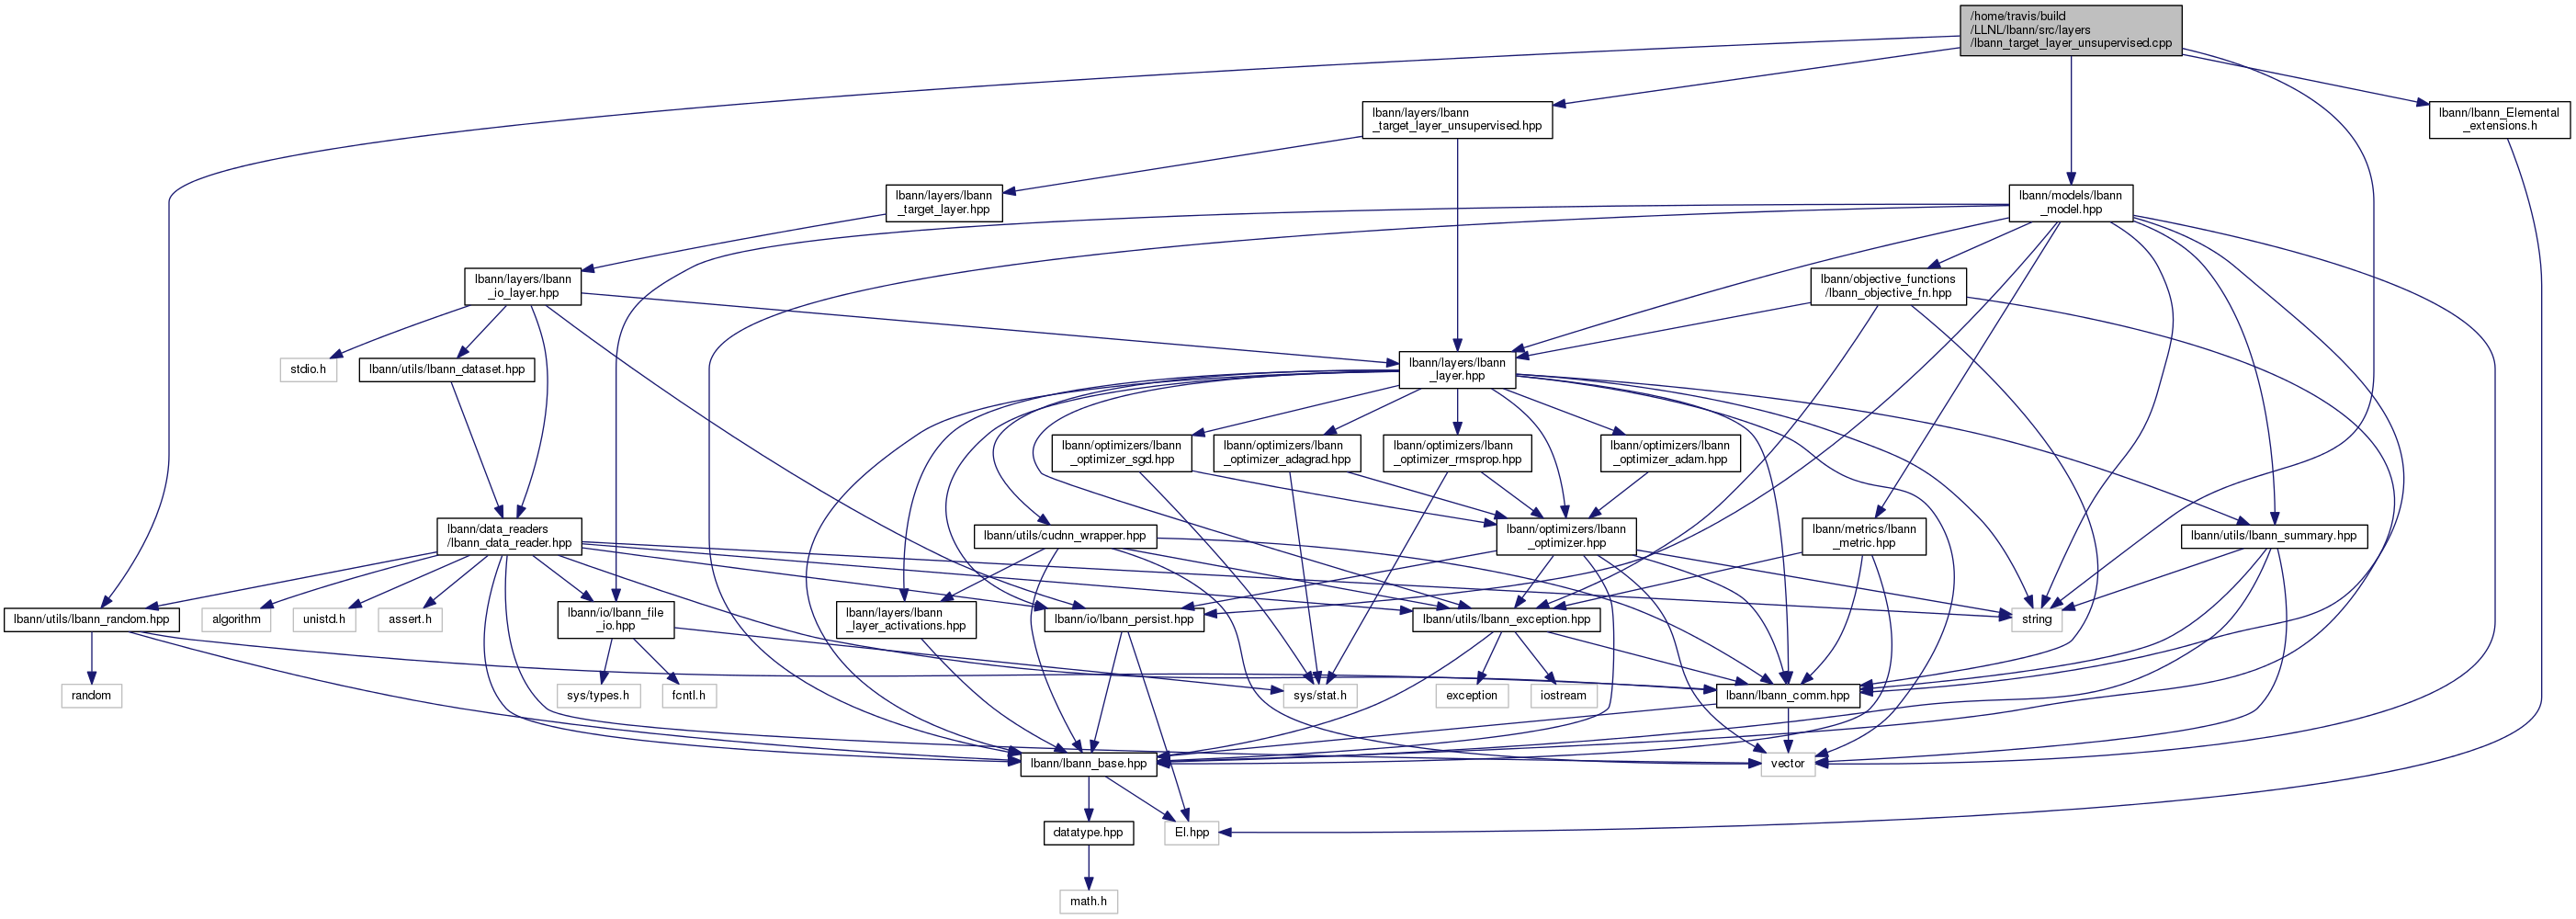 /home/travis/build
/LLNL/lbann/src/layers
/lbann_target_layer_unsupervised.cpp
lbann/layers/lbann
_target_layer_unsupervised.hpp
lbann/lbann_Elemental
_extensions.h
lbann/layers/lbann
_target_layer.hpp
lbann/models/lbann
_model.hpp
lbann/layers/lbann
_io_layer.hpp
lbann/objective_functions
/lbann_objective_fn.hpp
stdio.h
lbann/utils/lbann_dataset.hpp
lbann/layers/lbann
_layer.hpp
lbann/optimizers/lbann
_optimizer_sgd.hpp
lbann/optimizers/lbann
_optimizer_adagrad.hpp
lbann/optimizers/lbann
_optimizer_rmsprop.hpp
lbann/optimizers/lbann
_optimizer_adam.hpp
lbann/data_readers
/lbann_data_reader.hpp
lbann/utils/cudnn_wrapper.hpp
lbann/optimizers/lbann
_optimizer.hpp
lbann/metrics/lbann
_metric.hpp
lbann/utils/lbann_summary.hpp
lbann/utils/lbann_random.hpp
algorithm
unistd.h
assert.h
lbann/io/lbann_file
_io.hpp
lbann/layers/lbann
_layer_activations.hpp
lbann/io/lbann_persist.hpp
lbann/utils/lbann_exception.hpp
string
random
sys/types.h
fcntl.h
sys/stat.h
exception
iostream
lbann/lbann_comm.hpp
lbann/lbann_base.hpp
vector
datatype.hpp
El.hpp
math.h